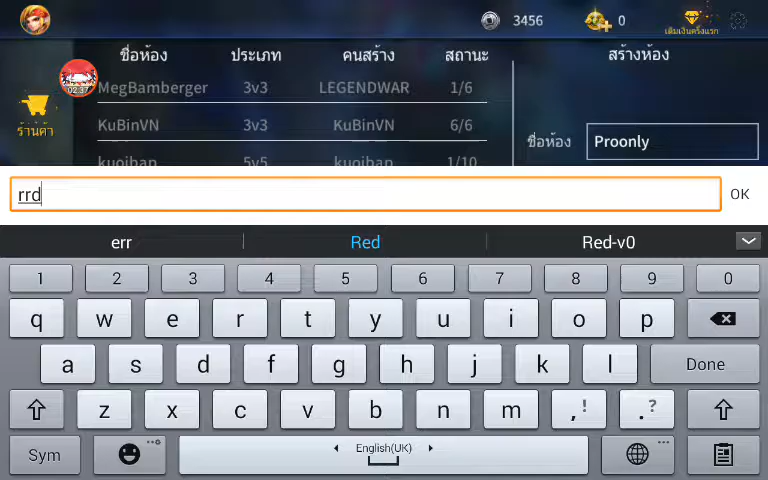 3456
0
เติมเงินครั้งแรก
ชื่อห้อง ประเภท คนสร้าง สถานะ สร้างห้อง
02:37
MegBamberger 3v3 LEGENDWAR 1/6
ร้านค้า
KuBinVN 3v3 KuBinVN 6/6
ชื่อห้อง Proonly
kuoihap 5v5 kuoihap 1/10
rrd OK
err Red Red-v0
1 2 3 4 5 6 7 8 9 0
q w e r t y u i o p
a s d f g h j k l Done
z x c v b n m ,! .?
Sym English(UK)